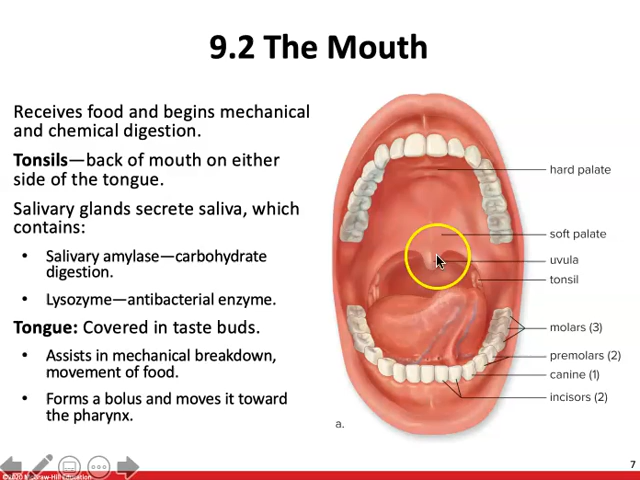 9.2 The Mouth
Receives food and begins mechanical
and chemical digestion.
Tonsils—back of mouth on either
side of the tongue.
Salivary glands secrete saliva, which
contains:
• Salivary amylase—carbohydrate
digestion.
• Lysozyme—antibacterial enzyme.
Tongue: Covered in taste buds.
• Assists in mechanical breakdown,
movement of food.
• Forms a bolus and moves it toward
the pharynx.
hard palate
soft palate
uvula
tonsil
molars (3)
premolars (2)
canine (1)
incisors (2)
a.
7
Education